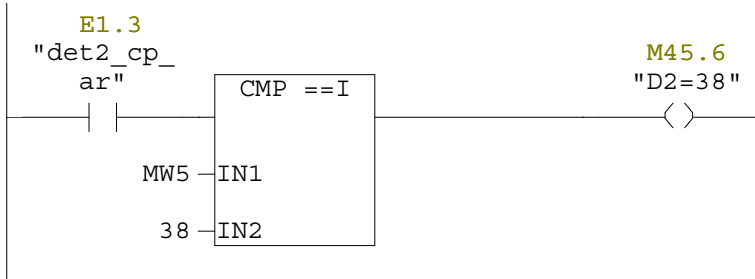 E1.3
"det2_cp_
ar"
M45.6
"D2=38"
CMP ==I
MW5
IN1
38
IN2